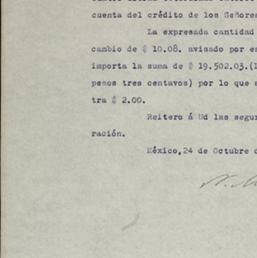 cuenta del crédito de los Señores
La expresada cantidad
cambio de $ 10.08. avisado por es
importa la suma de $ 19.502.03.(D
pesos tres centavos) por lo que e
tra $ 2.00.
Reitero á Ud las segur
ración.
México,24 de Octubre d